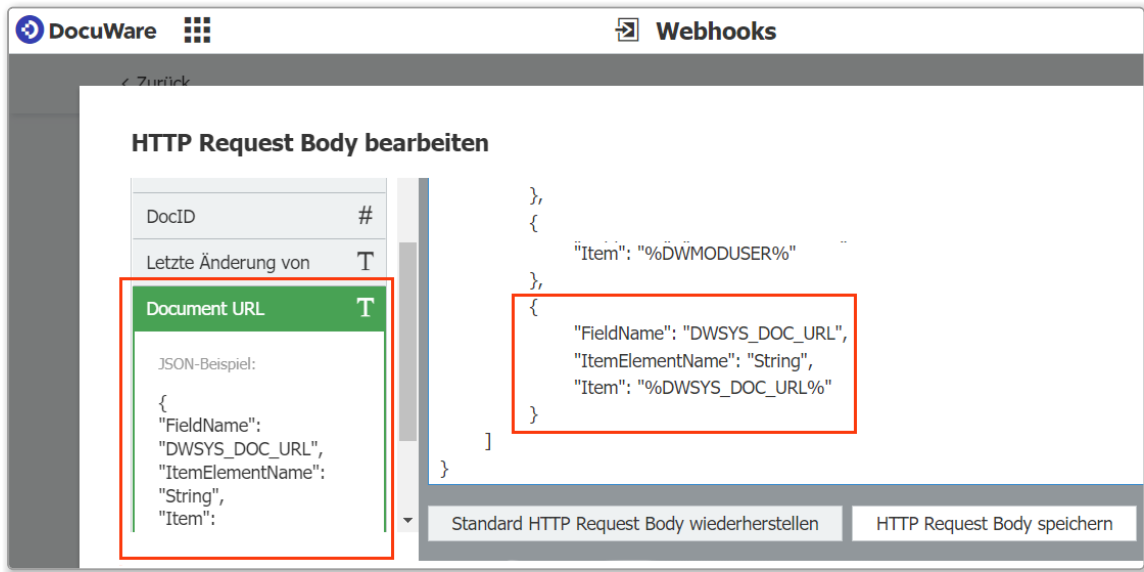 DocuWare
Webhooks
Zurück
HTTP Request Body bearbeiten
DocID #
Letzte Änderung von T
Document URL T
JSON-Beispiel:
{
"FieldName":
"DWSYS_DOC_URL",
"ItemElementName":
"String",
"Item":
},
{
"Item": "%DWMODUSER%"
},
{
"FieldName": "DWSYS_DOC_URL",
"ItemElementName": "String",
"Item": "%DWSYS_DOC_URL%"
}
]
}
Standard HTTP Request Body wiederherstellen
HTTP Request Body speichern